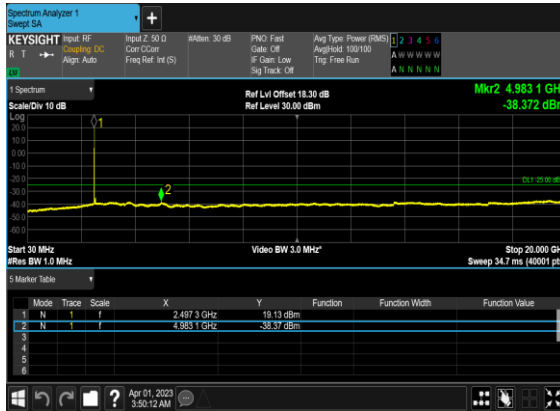 Spectrum Analyzer 1
Swept SA
+
KEYSIGHT Input: RF Input Z: 50 Ω #Atten: 30 dB PNO: Fast Avg Type: Power (RMS) 1 2 3 4 5 6
R T Coupling: DC Corr CCorr Gate: Off Avg|Hold: 100/100
Align: Auto Freq Ref: Int (S) IF Gain: Low Trig: Free Run A W W W W W
Sig Track: Off A N N N N N
1 Spectrum
Scale/Div 10 dB
Ref Lvl Offset 18.30 dB
Ref Level 30.00 dBm
Mkr2 4.983 1 GHz
-38.372 dBm
Log
20.0
10.0
0.00
-10.0
-20.0
-30.0
-40.0
-50.0
-60.0
1
2
DL1 -25.00 dB
Start 30 MHz Video BW 3.0 MHz* Stop 20.000 GHz
#Res BW 1.0 MHz Sweep 34.7 ms (40001 pts
5 Marker Table
Mode Trace Scale X Y Function Function Width Function Value
1 N 1 f 2.497 3 GHz 19.13 dBm
2 N 1 f 4.983 1 GHz -38.37 dBm
3
4
5
6
? Apr 01, 2023
3:50:12 AM